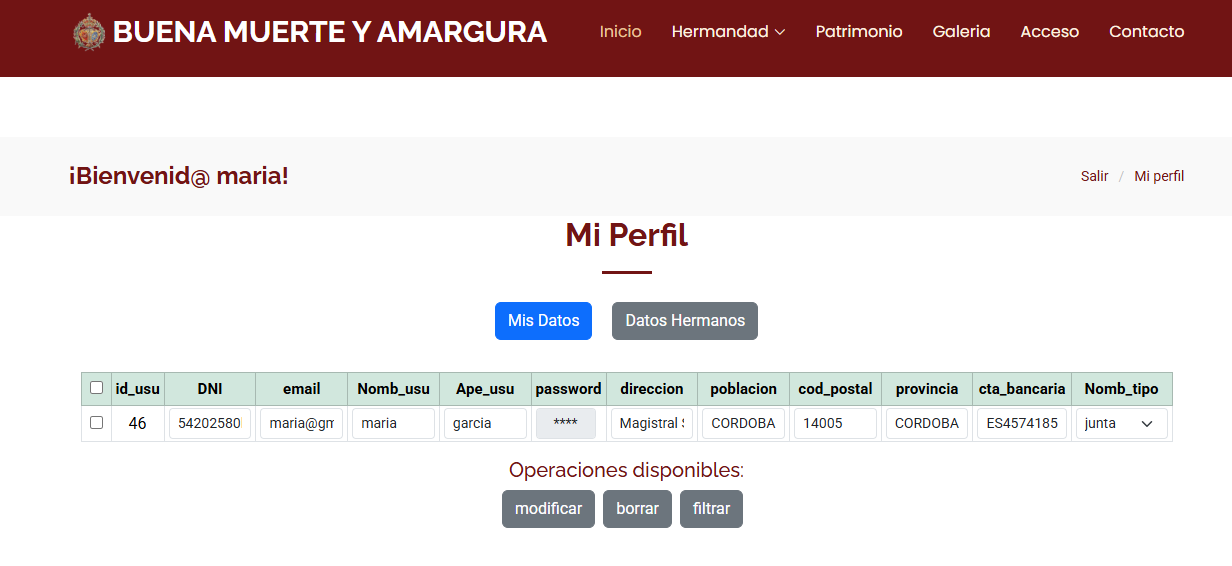 BUENA MUERTE Y AMARGURA Inicio Hermandad Patrimonio Galeria Acceso Contacto
¡Bienvenid@ maria! Salir / Mi perfil
Mi Perfil
Mis Datos Datos Hermanos
id_usu DNI email Nomb_usu Ape_usu password direccion poblacion cod_postal provincia cta_bancaria Nomb_tipo
46 54202580 maria@gm maria garcia **** Magistral CORDOBA 14005 CORDOBA ES4574185 junta
Operaciones disponibles:
modificar borrar filtrar